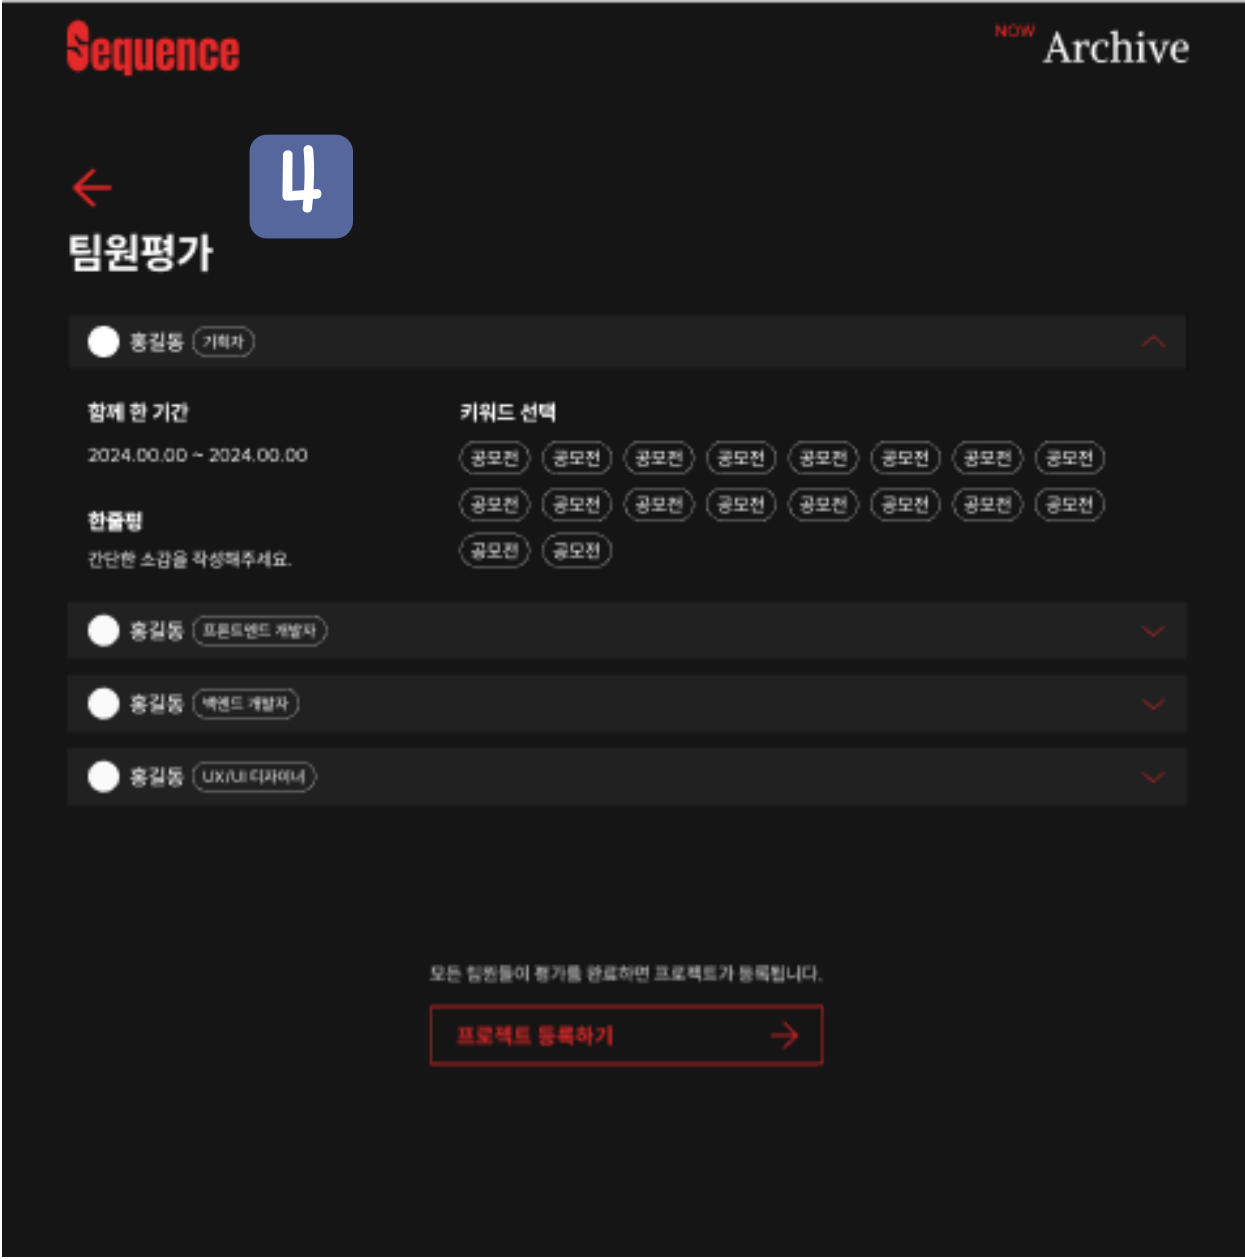 Sequence
NOW Archive
4
팀원평가
홍길동 기획자
함께 한 기간
2024.00.00 ~ 2024.00.00
한줄평
간단한 소감을 작성해주세요.
키워드 선택
공모전 공모전 공모전 공모전 공모전 공모전 공모전 공모전
공모전 공모전 공모전 공모전 공모전 공모전 공모전 공모전
공모전 공모전
홍길동 프론트엔드 개발자
홍길동 백엔드 개발자
홍길동 UX/UI 디자이너
모든 팀원들이 평가를 완료하면 프로젝트가 등록됩니다.
프로젝트 등록하기